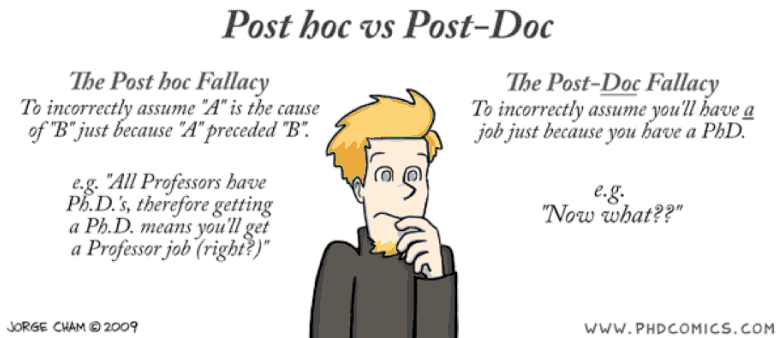 Post hoc vs Post-Doc
The Post hoc Fallacy
To incorrectly assume "A" is the cause
of "B" just because "A" preceded "B".
e.g. "All Professors have
Ph.D.'s, therefore getting
a Ph.D. means you'll get
a Professor job (right?)"
The Post-Doc Fallacy
To incorrectly assume you'll have a
job just because you have a PhD.
e.g.
"Now what??"
JORGE CHAM © 2009
WWW.PHDCOMICS.COM